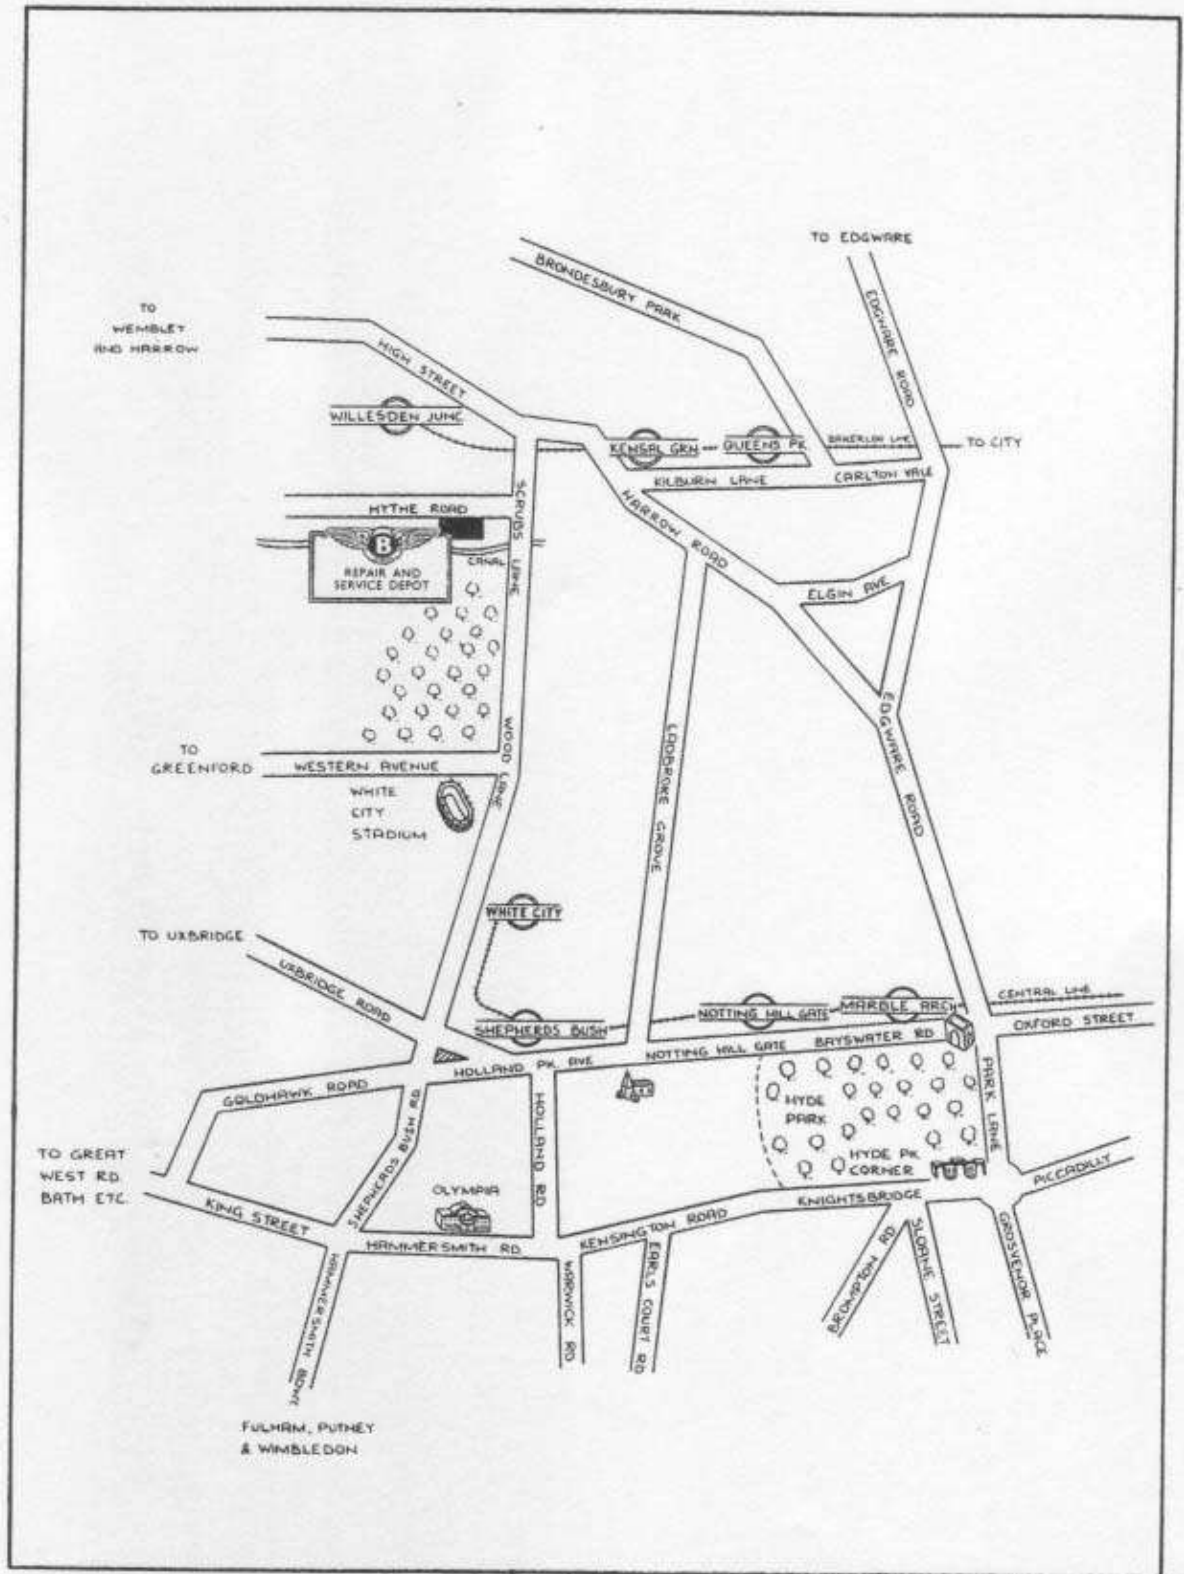 TO EDGWARE
BRONDESBURY PARK
EDGWARE ROAD
TO
WEMBLEY
AND HARROW
HIGH STREET
WILLESDEN JUNC.
KENSAL GRN
QUEENS PK
BAKERLOO LINE
TO CITY
KILBURN LANE
CARLTON VALE
SCRUBS LANE
HYTHE ROAD
HARROW ROAD
B
REPAIR AND
SERVICE DEPOT
CANAL
ELGIN AVE
EDGWARE ROAD
WOOD LANE
LADBROKE GROVE
TO
GREENFORD
WESTERN AVENUE
WHITE
CITY
STADIUM
WHITE CITY
TO UXBRIDGE
UXBRIDGE ROAD
CENTRAL LINE
SHEPHERDS BUSH
NOTTING HILL GATE
MARBLE ARCH
OXFORD STREET
HOLLAND PK. AVE
NOTTING HILL GATE
BAYSWATER RD
GOLDHAWK ROAD
SHEPHERDS BUSH RD.
HOLLAND RD
HYDE
PARK
PARK LANE
HYDE PK.
CORNER
TO GREAT
WEST RD.
BATH ETC.
KING STREET
OLYMPIA
PICCADILLY
KNIGHTSBRIDGE
KENSINGTON ROAD
HAMMERSMITH RD.
HAMMERSMITH BDWY.
WARWICK RD
EARLS COURT RD
BROMPTON RD
SLOANE STREET
GROSVENOR PLACE
FULHAM, PUTNEY
& WIMBLEDON